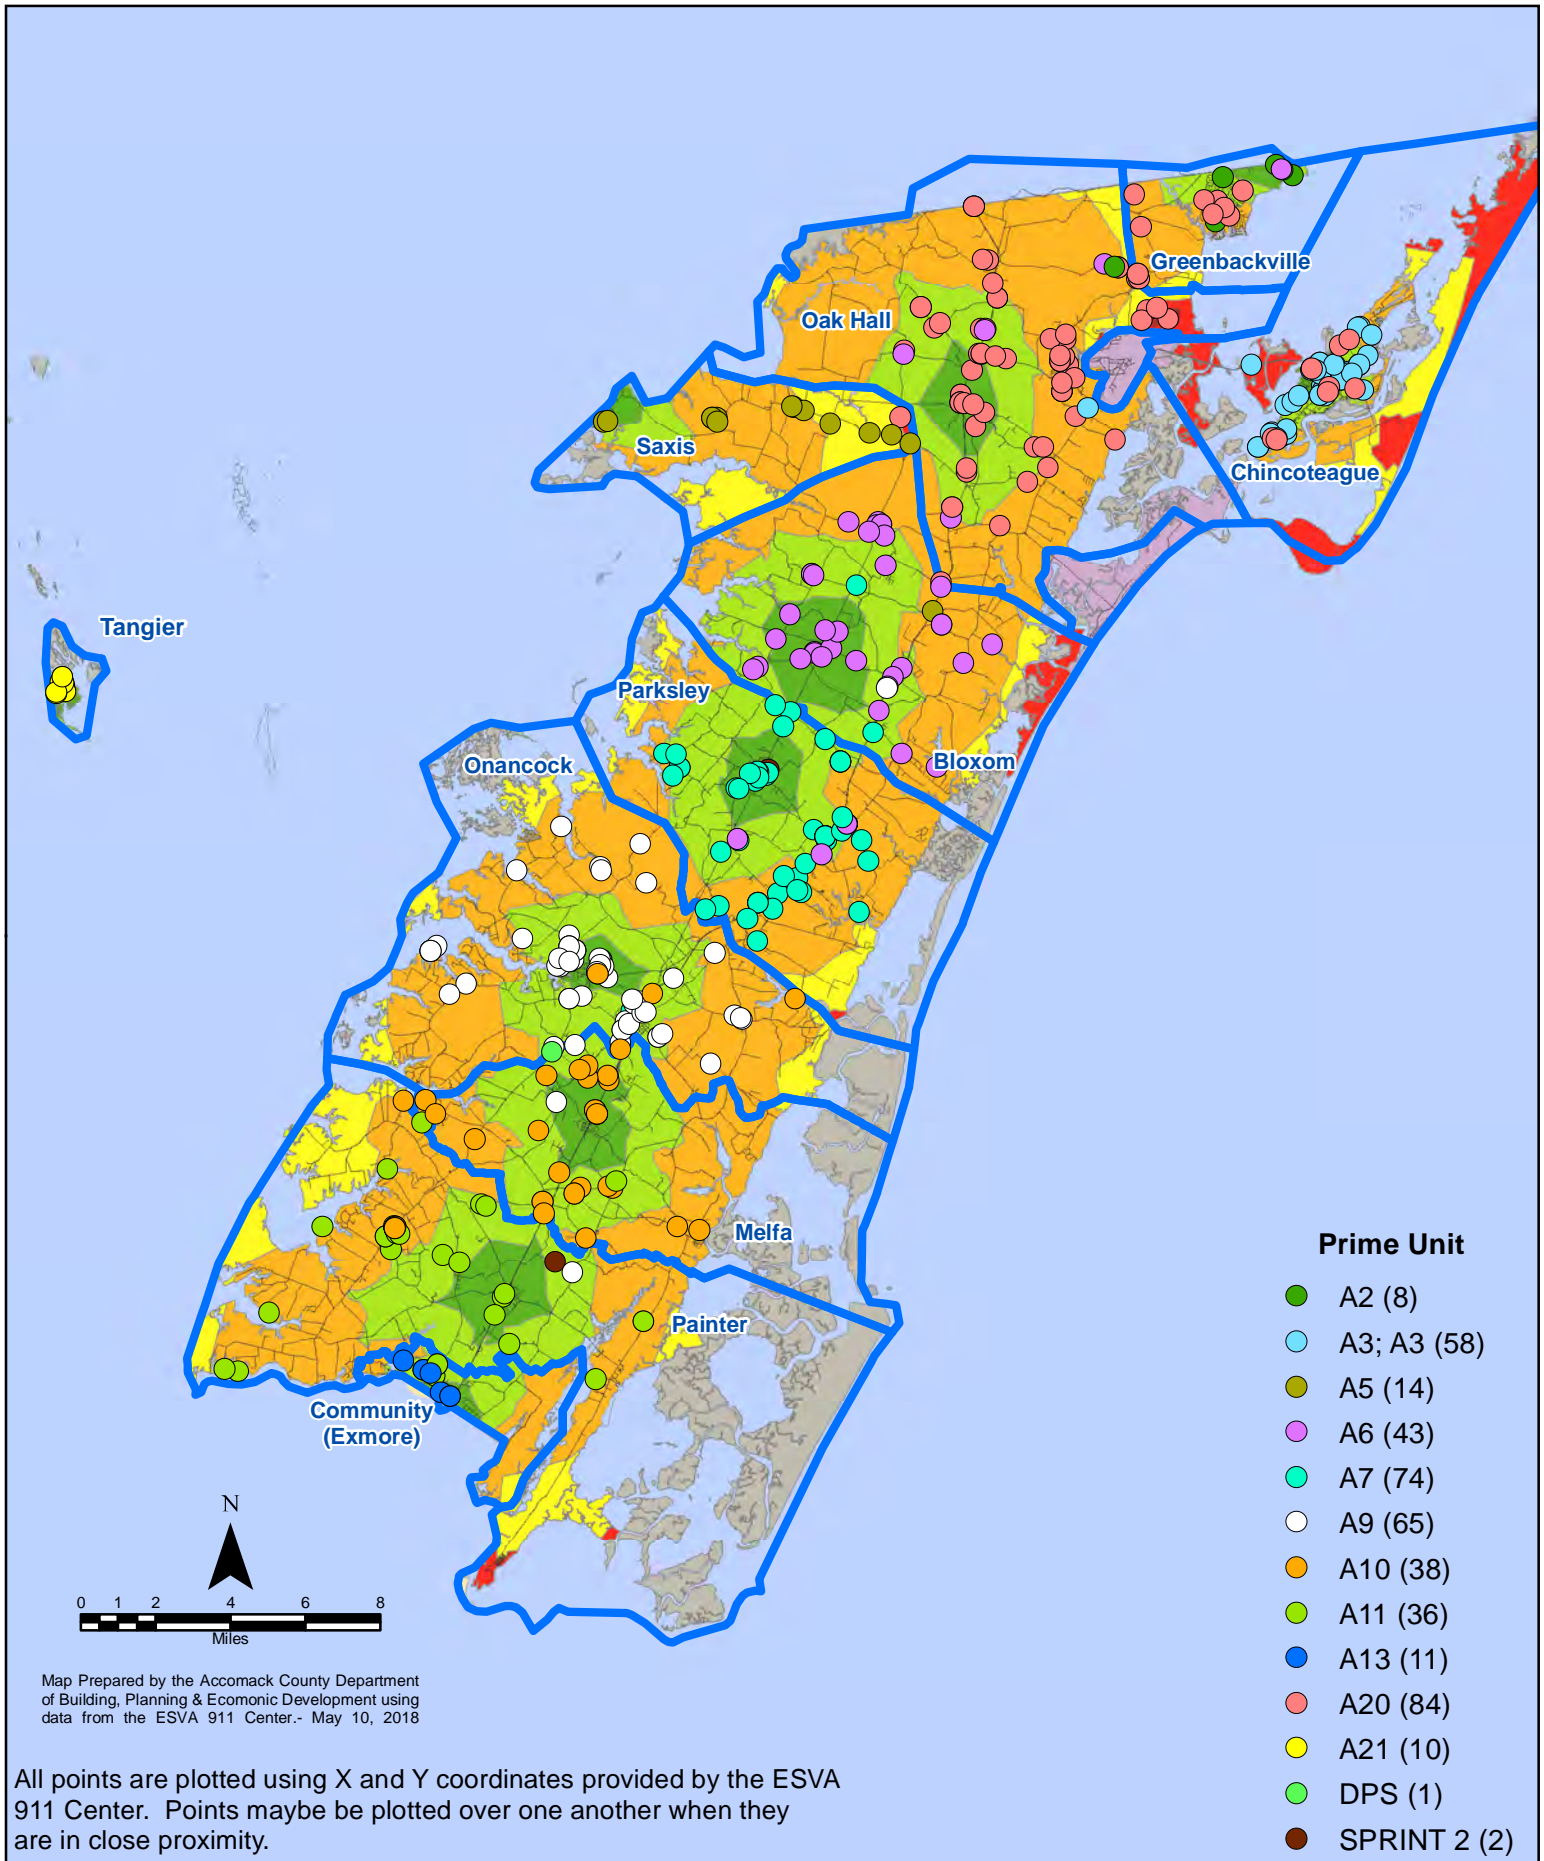 Greenbackville
Oak Hall
Saxis
Chincoteague
Tangier
Parksley
Bloxom
Onancock
Melfa
Painter
Community
(Exmore)
N
0 1 2 4 6 8
Miles
Map Prepared by the Accomack County Department
of Building, Planning & Ecomonic Development using
data from the ESVA 911 Center.- May 10, 2018
All points are plotted using X and Y coordinates provided by the ESVA
911 Center. Points maybe be plotted over one another when they
are in close proximity.
Prime Unit
A2 (8)
A3; A3 (58)
A5 (14)
A6 (43)
A7 (74)
A9 (65)
A10 (38)
A11 (36)
A13 (11)
A20 (84)
A21 (10)
DPS (1)
SPRINT 2 (2)